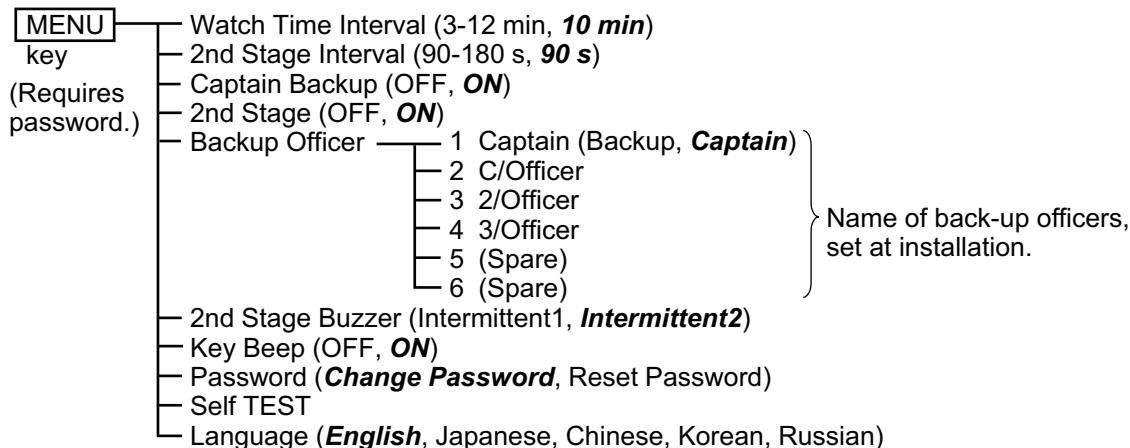 MENU
key
(Requires
password.)
Watch Time Interval (3-12 min, 10 min)
2nd Stage Interval (90-180 s, 90 s)
Captain Backup (OFF, ON)
2nd Stage (OFF, ON)
Backup Officer
1 Captain (Backup, Captain)
2 C/Officer
3 2/Officer
4 3/Officer
5 (Spare)
6 (Spare)
Name of back-up officers,
set at installation.
2nd Stage Buzzer (Intermittent1, Intermittent2)
Key Beep (OFF, ON)
Password (Change Password, Reset Password)
Self TEST
Language (English, Japanese, Chinese, Korean, Russian)